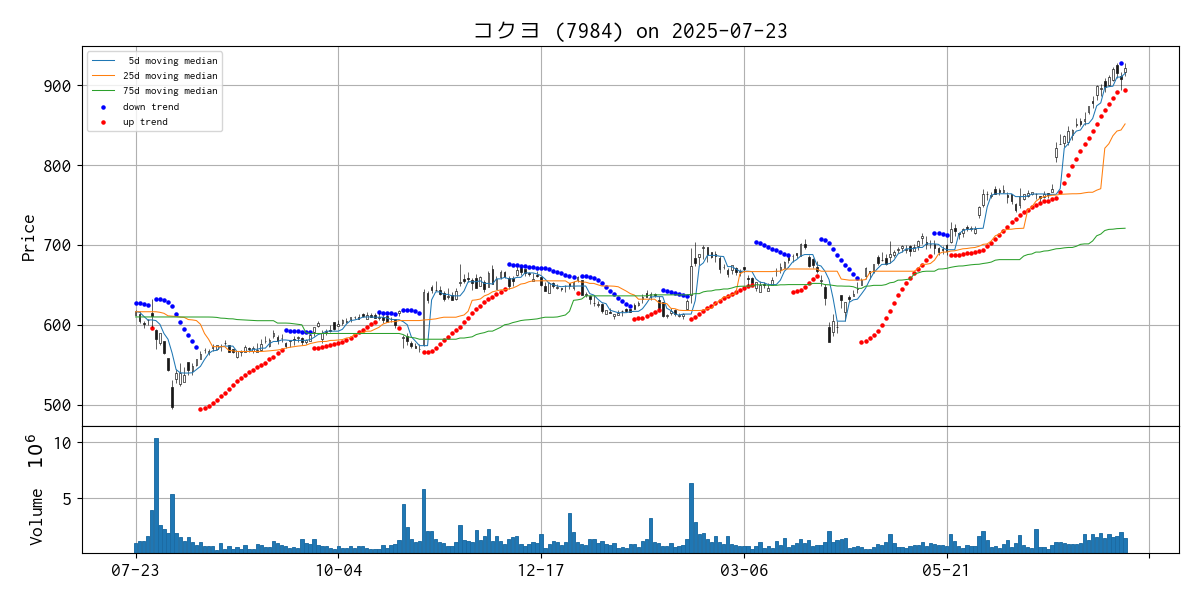 コクヨ (7984) on 2025-07-23
5d moving median
25d moving median
75d moving median
down trend
up trend
Price
900
800
700
600
500
Volume 10^6
10
5
07-23
10-04
12-17
03-06
05-21